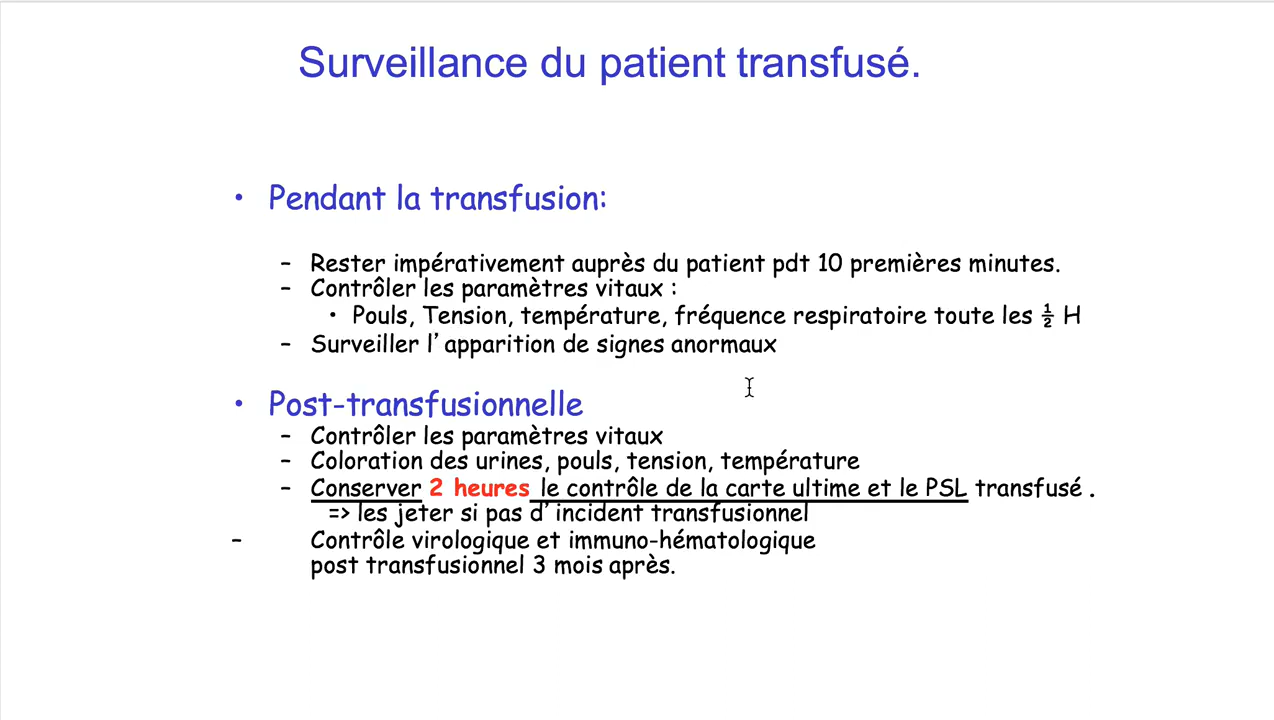 Surveillance du patient transfusé.
• Pendant la transfusion:
– Rester impérativement auprès du patient pdt 10 premières minutes.
– Contrôler les paramètres vitaux :
• Pouls, Tension, température, fréquence respiratoire toute les ½ H
– Surveiller l’apparition de signes anormaux
• Post-transfusionnelle
– Contrôler les paramètres vitaux
– Coloration des urines, pouls, tension, température
– Conserver 2 heures le contrôle de la carte ultime et le PSL transfusé .
=> les jeter si pas d’incident transfusionnel
– Contrôle virologique et immuno-hématologique
post transfusionnel 3 mois après.